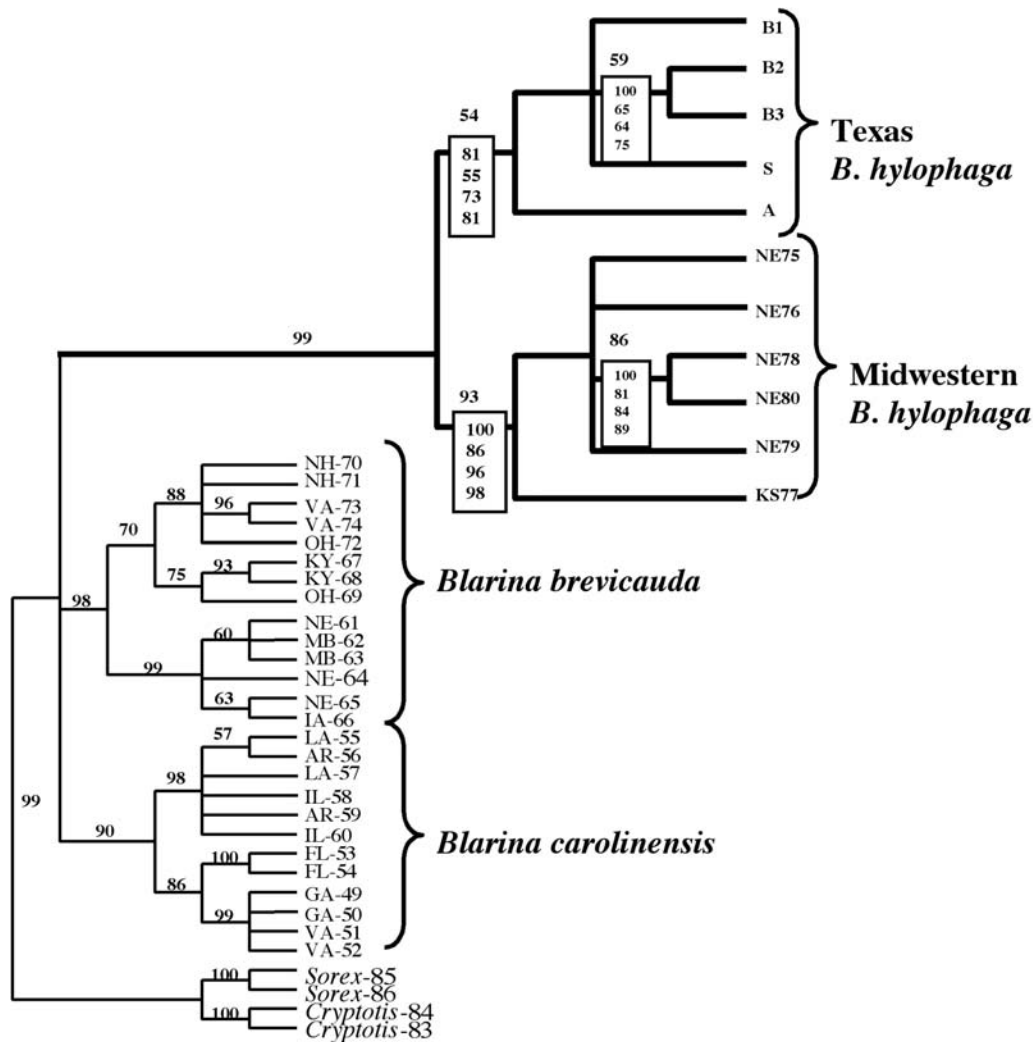 B1
59
B2
100
65
64
75
B3
54
81
55
73
81
Texas
B. hylophaga
S
A
NE75
NE76
99
86
NE78
100
81
84
89
NE80
Midwestern
B. hylophaga
93
100
86
96
98
NE79
KS77
NH-70
NH-71
88
96
VA-73
VA-74
70
OH-72
93
KY-67
KY-68
75
OH-69
Blarina brevicauda
98
NE-61
60
MB-62
MB-63
99
NE-64
63
NE-65
IA-66
57
LA-55
AR-56
98
LA-57
IL-58
99
AR-59
90
IL-60
Blarina carolinensis
100
FL-53
FL-54
86
GA-49
99
GA-50
VA-51
VA-52
100
Sorex-85
Sorex-86
100
Cryptotis-84
Cryptotis-83